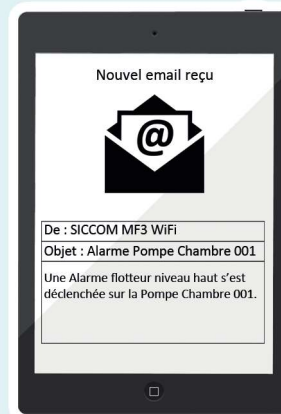 Nouvel email reçu
@
De : SICCOM MF3 WiFi
Objet : Alarme Pompe Chambre 001
Une Alarme flotteur niveau haut s'est
déclenchée sur la Pompe Chambre 001.